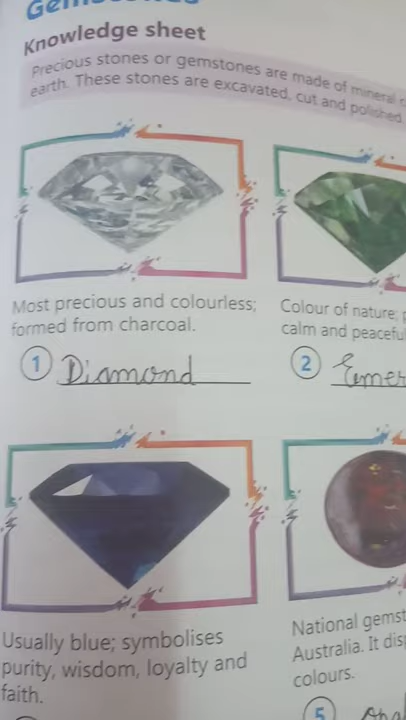 Knowledge sheet
Precious stones or gemstones are made of mineral
earth. These stones are excavated, cut and polished
Most precious and colourless;
formed from charcoal.
1 Diamond
Colour of nature;
calm and peaceful
2 Emer
Usually blue; symbolises
purity, wisdom, loyalty and
faith.
National gemst
Australia. It dis
colours.
5